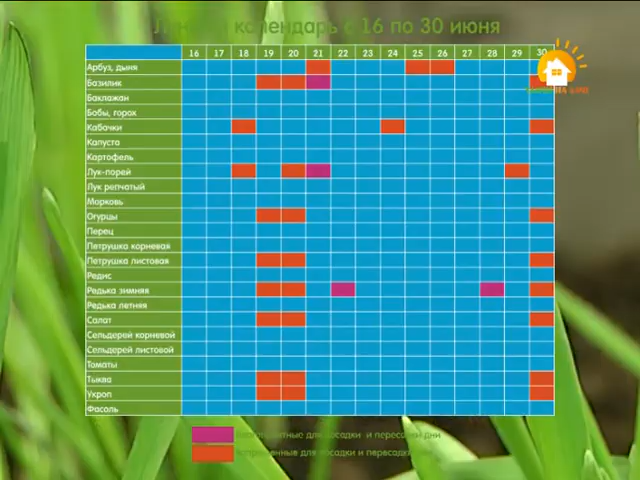 календарь с 16 по 30 июня
16 17 18 19 20 21 22 23 24 25 26 27 28 29 30
Арбуз, дыня
Базилик
Баклажан
Бобы, горох
Кабачки
Капуста
Картофель
Лук-порей
Лук репчатый
Морковь
Огурцы
Перец
Петрушка корневая
Петрушка листовая
Редис
Редька зимняя
Редька летняя
Салат
Сельдерей корневой
Сельдерей листовой
Томаты
Тыква
Укроп
Фасоль
для посадки и пересадки дни
для посадки и пересадки